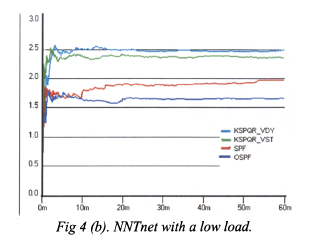 3.0
2.5
2.0
1.5
1.0
0.5
0.0
KSPQR_VDY
KSPQR_VST
SPF
OSPF
0m 10m 20m 30m 40m 50m 60m
Fig 4 (b). NNTnet with a low load.